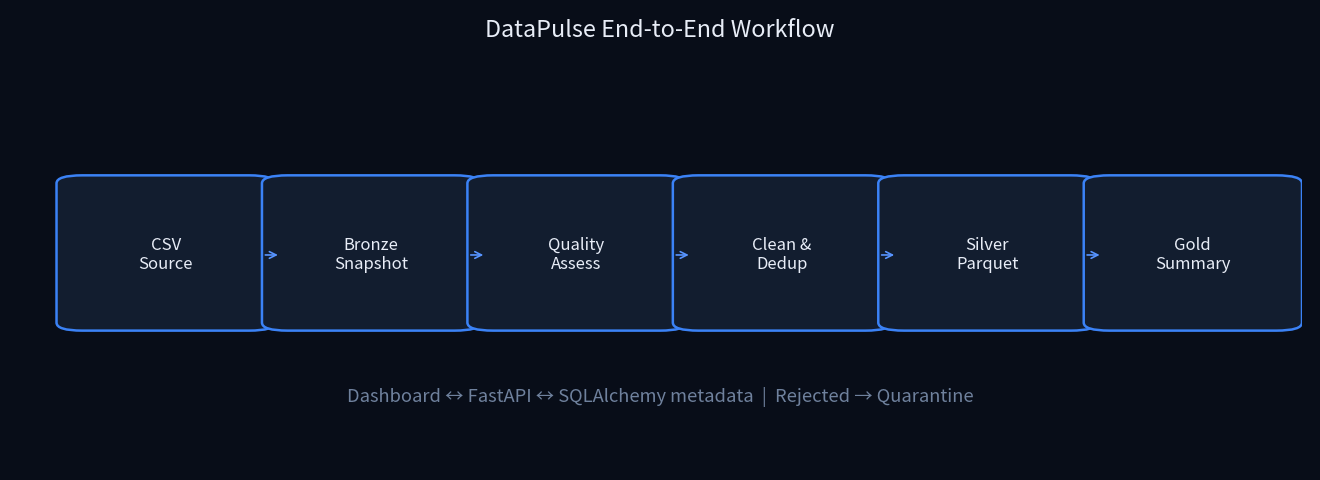 DataPulse End-to-End Workflow
CSV
Source
Bronze
Snapshot
Quality
Assess
Clean &
Dedup
Silver
Parquet
Gold
Summary
Dashboard ↔ FastAPI ↔ SQLAlchemy metadata | Rejected → Quarantine